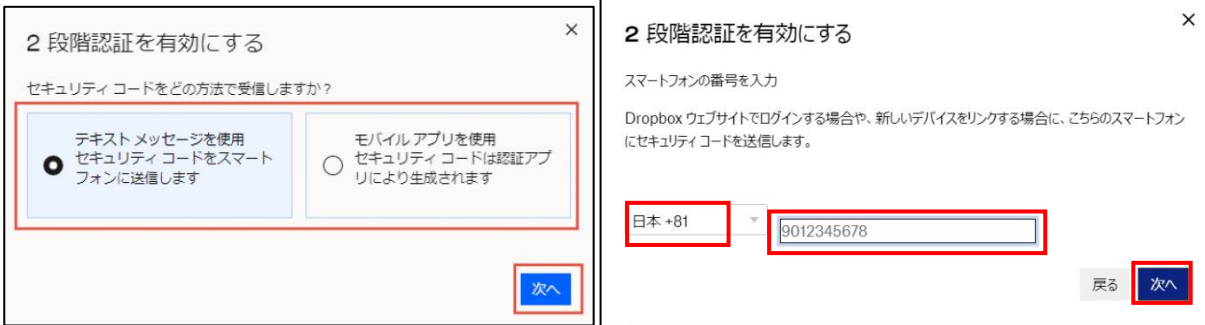 2 段階認証を有効にする
×
セキュリティ コードをどの方法で受信しますか?
テキスト メッセージを使用
セキュリティ コードをスマート
フォンに送信します
モバイル アプリを使用
セキュリティ コードは認証アプ
リにより生成されます
次へ
2 段階認証を有効にする
×
スマートフォンの番号を入力
Dropbox ウェブサイトでログインする場合や、新しいデバイスをリンクする場合に、こちらのスマートフォン
にセキュリティ コードを送信します。
日本 +81
9012345678
戻る
次へ